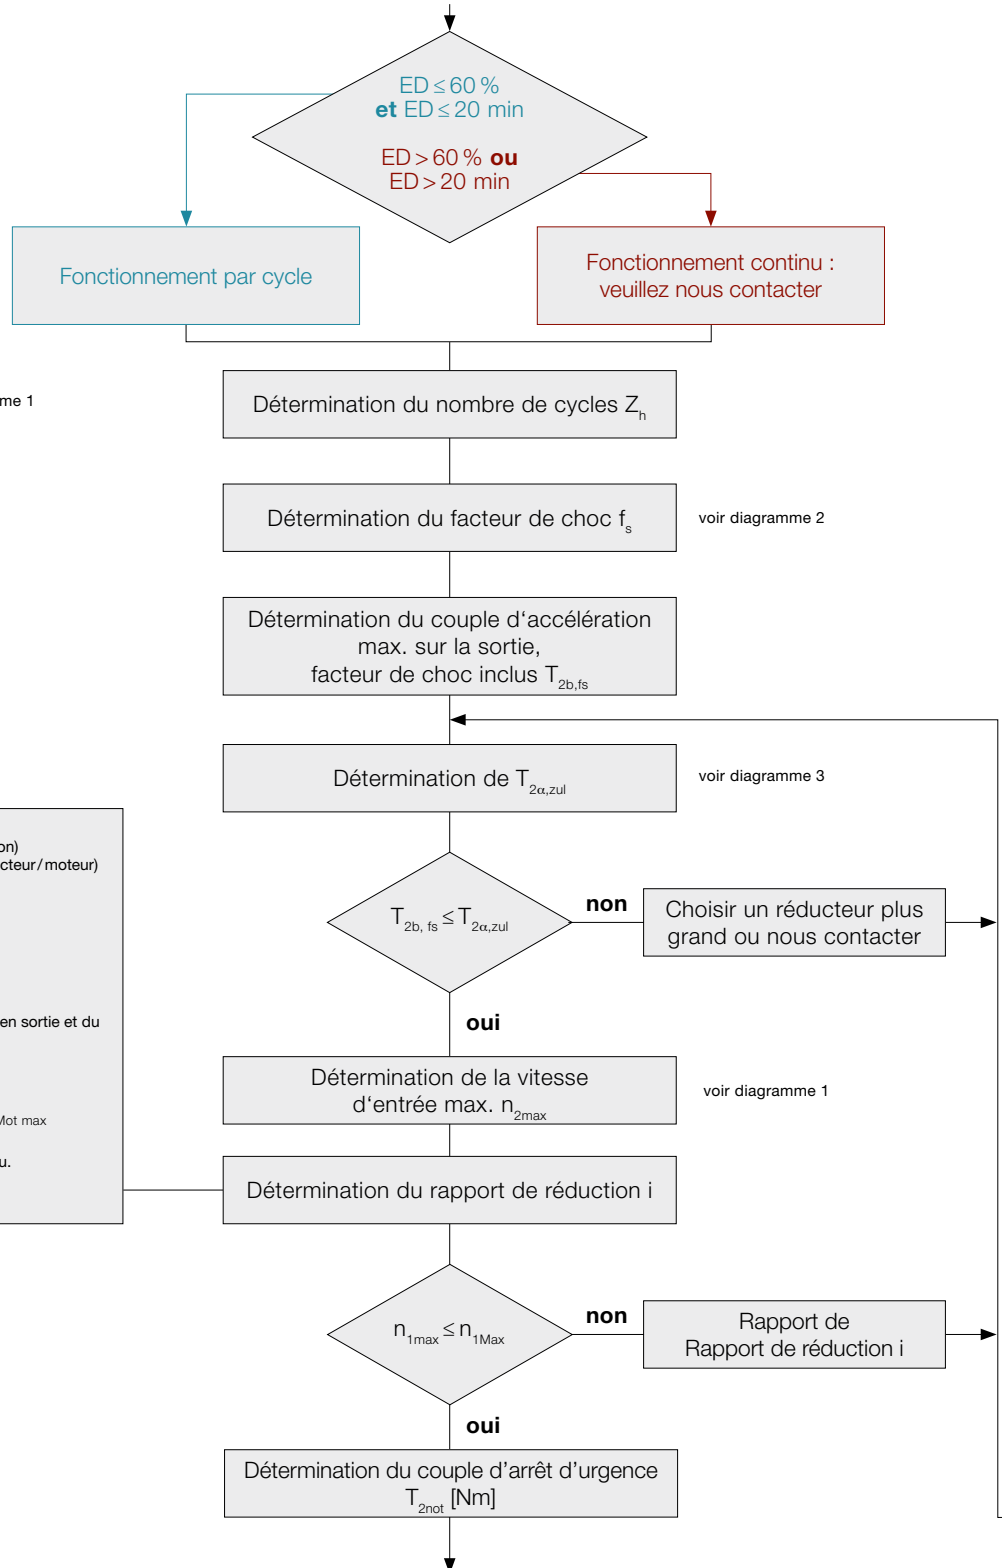 ED ≤ 60 %
et ED ≤ 20 min
ED > 60 % ou
ED > 20 min
Fonctionnement par cycle
Fonctionnement continu :
veuillez nous contacter
me 1
Détermination du nombre de cycles Zh
Détermination du facteur de choc fs
voir diagramme 2
Détermination du couple d‘accélération
max. sur la sortie,
facteur de choc inclus T2b,fs
Détermination de T2α,zul
voir diagramme 3
on)
cteur/moteur)
T2b, fs ≤ T2α,zul
non
Choisir un réducteur plus
grand ou nous contacter
en sortie et du
oui
Détermination de la vitesse
d‘entrée max. n2max
voir diagramme 1
Mot max
u.
Détermination du rapport de réduction i
n1max ≤ n1Max
non
Rapport de
Rapport de réduction i
oui
Détermination du couple d’arrêt d’urgence
T2not [Nm]